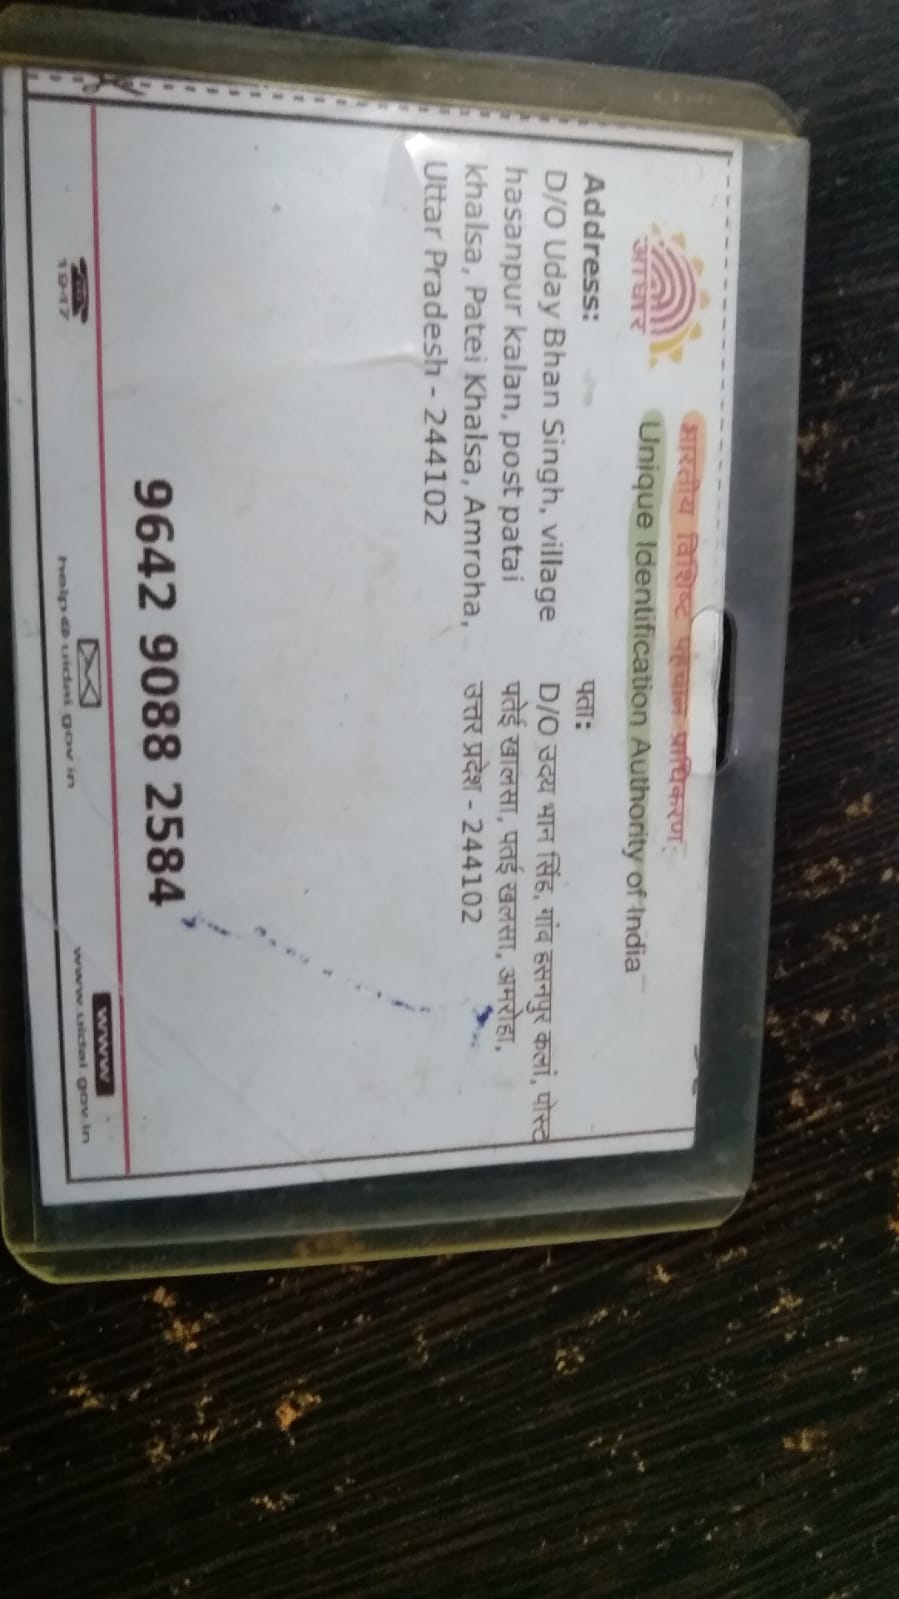 भारतीय विशिष्ट पहचान प्राधिकरण
Unique Identification Authority of India
आधार
Address:
D/O Uday Bhan Singh, village
hasanpur kalan, post patai
khalsa, Patei Khalsa, Amroha,
Uttar Pradesh - 244102
पता:
D/O उदय भान सिंह, गांव हसनपुर कलां, पोस्ट
पतेई खालसा, पतई खलसा, अमरोहा,
उत्तर प्रदेश - 244102
9642 9088 2584
1947
help@uidai.gov.in
www
www.uidai.gov.in